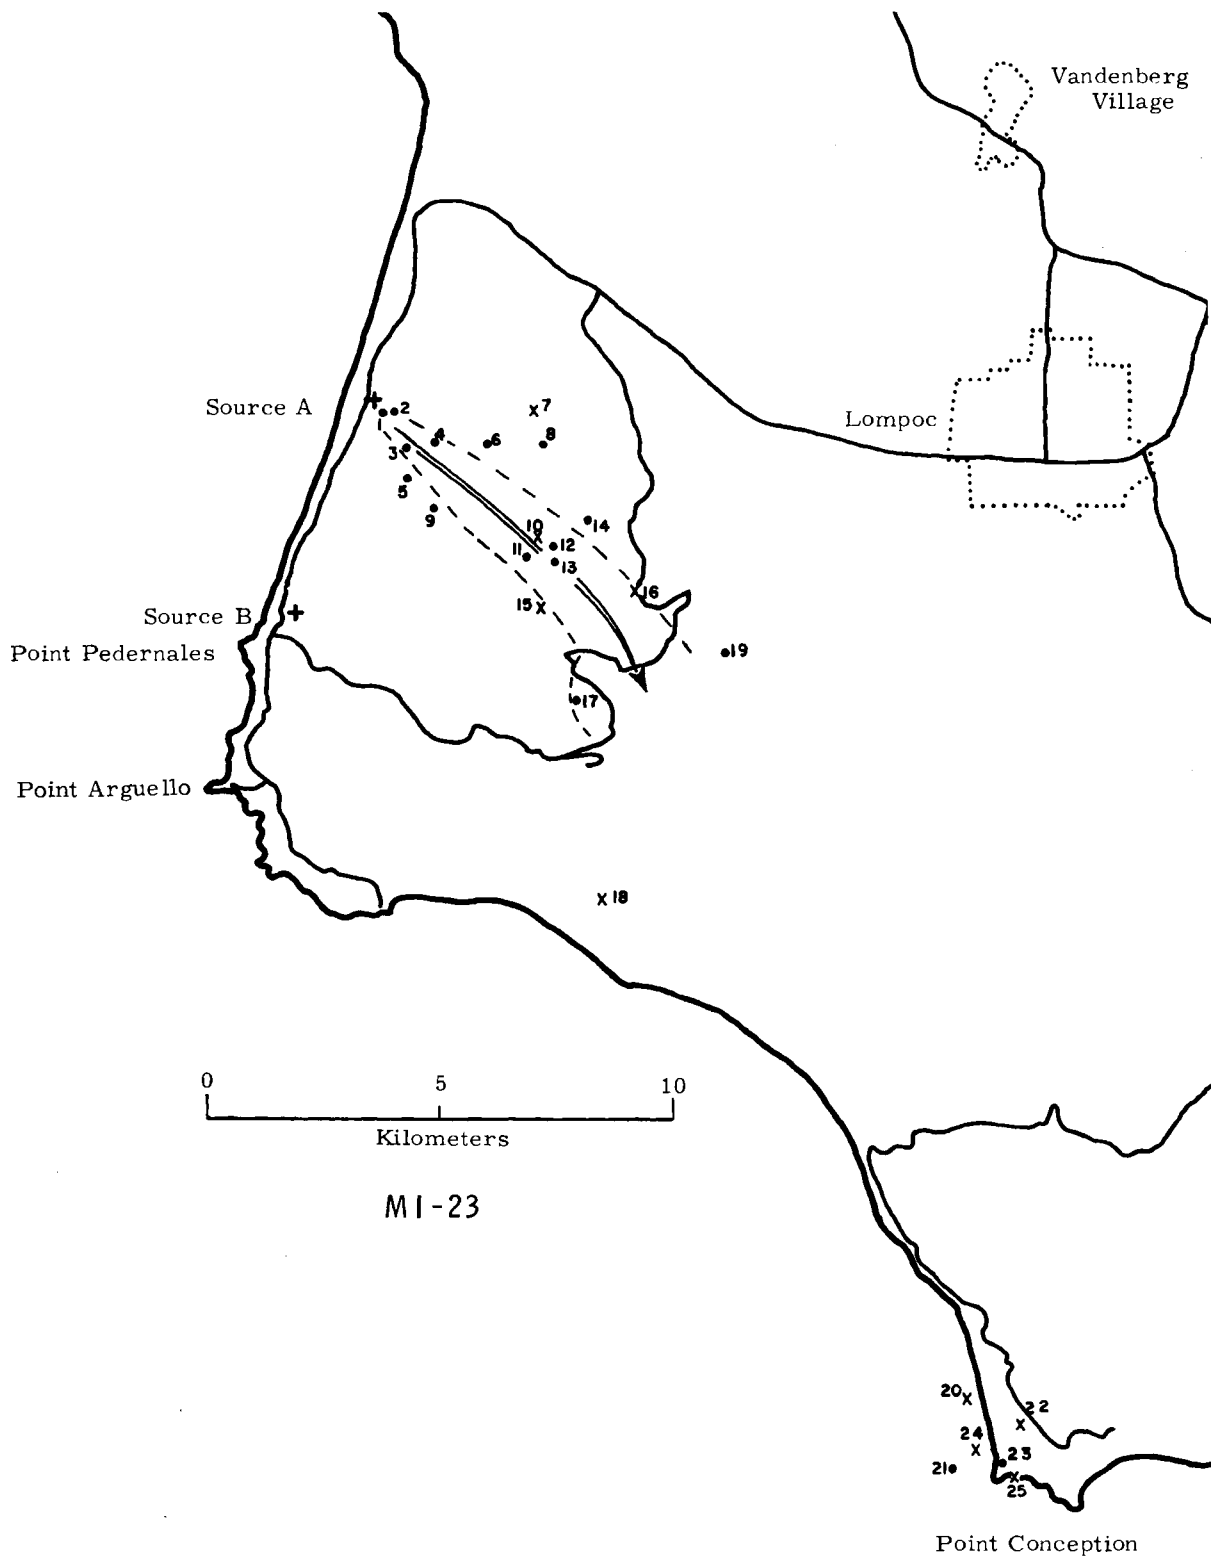 Vandenberg
Village
Source A
Lompoc
1
2
3
4
5
6
7
8
9
10
11
12
13
14
15
16
Source B
Point Pedernales
17
19
Point Arguello
18
0 5 10
Kilometers
MI-23
20
22
24
23
21
25
Point Conception